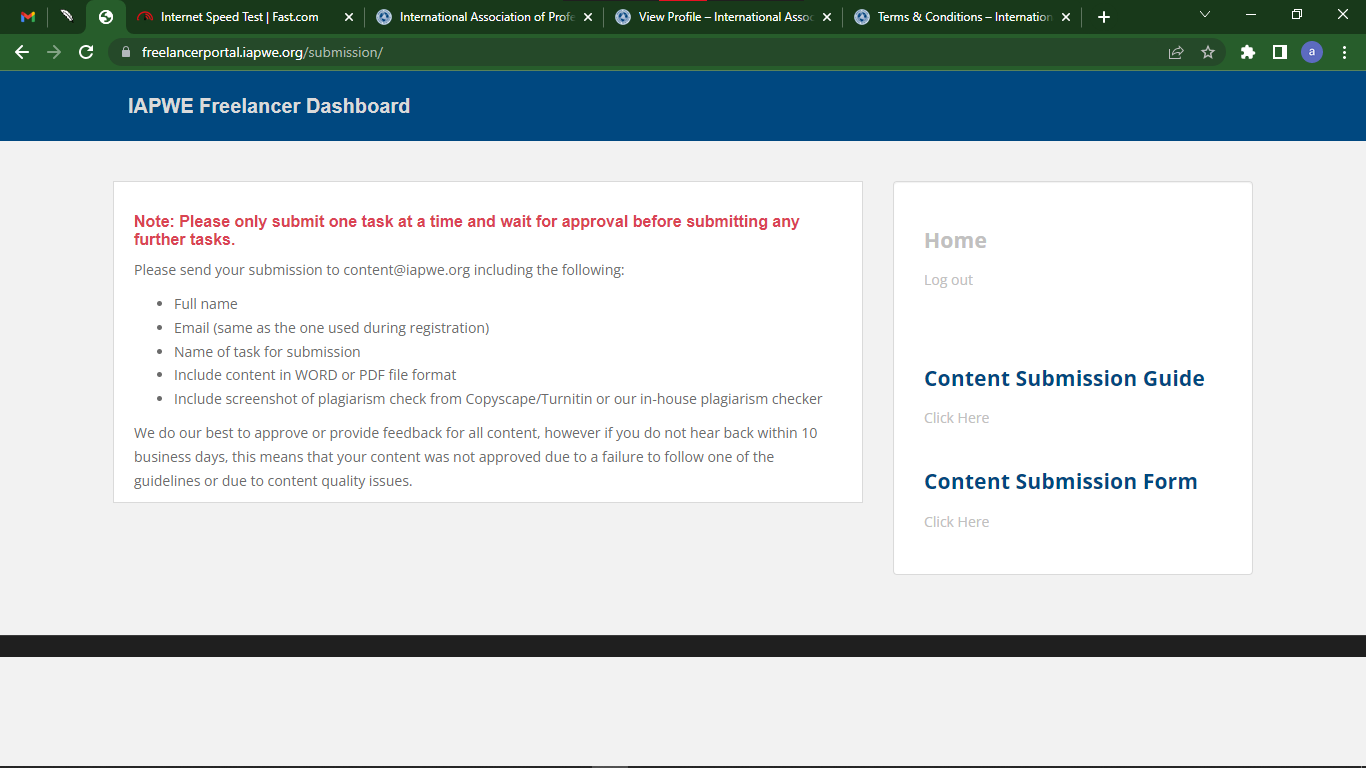 Internet Speed Test | Fast.com
International Association of Profe
View Profile – International Assoc
Terms & Conditions – Internation
freelancerportal.iapwe.org/submission/
a
IAPWE Freelancer Dashboard
Note: Please only submit one task at a time and wait for approval before submitting any
further tasks.
Please send your submission to content@iapwe.org including the following:
Full name
Email (same as the one used during registration)
Name of task for submission
Include content in WORD or PDF file format
Include screenshot of plagiarism check from Copyscape/Turnitin or our in-house plagiarism checker
We do our best to approve or provide feedback for all content, however if you do not hear back within 10
business days, this means that your content was not approved due to a failure to follow one of the
guidelines or due to content quality issues.
Home
Log out
Content Submission Guide
Click Here
Content Submission Form
Click Here